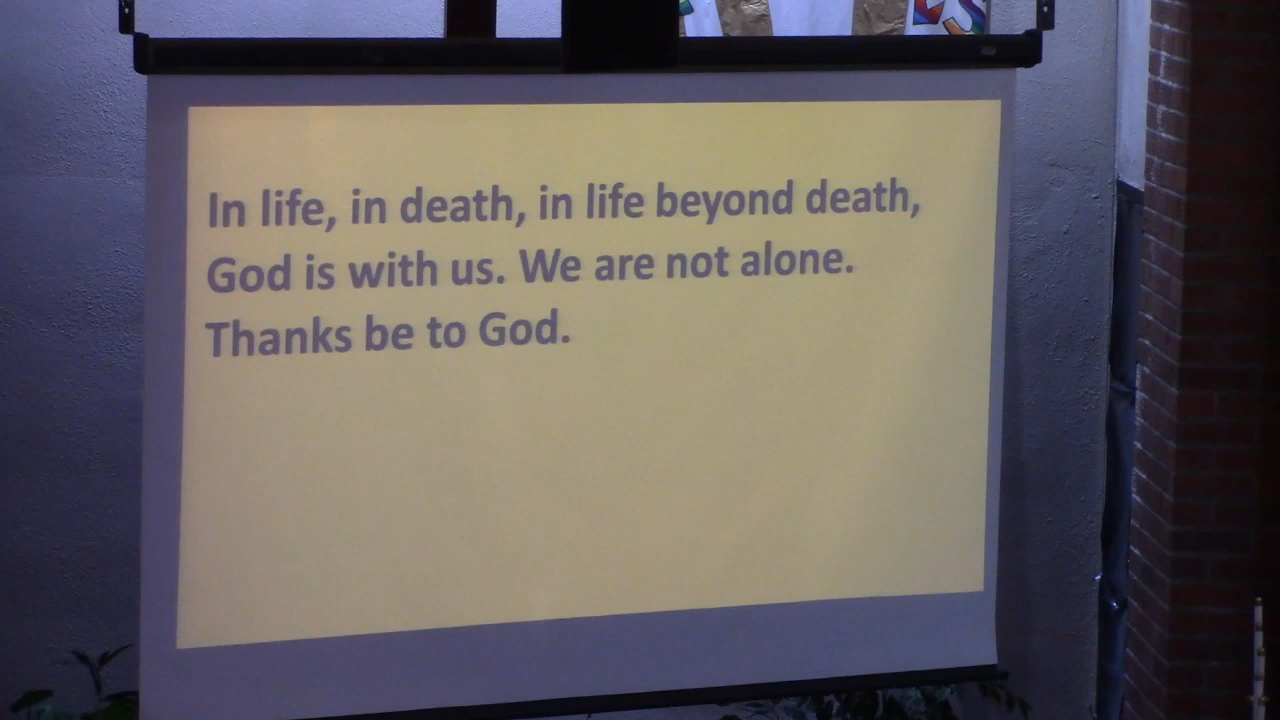 In life, in death, in life beyond death,
God is with us. We are not alone.
Thanks be to God.